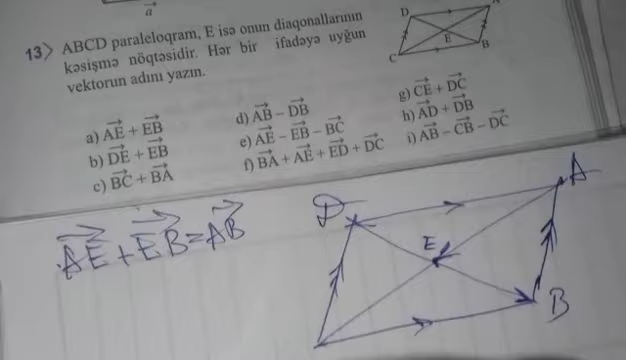 a
13) ABCD paraleloqram, E isə onun diaqonallarının
kəsişmə nöqtəsidir. Hər bir ifadəyə uyğun
vektorun adını yazın.
D
A
E
C
B
a) AE + EB
b) DE + EB
c) BC + BA
d) AB – DB
e) AE – EB – BC
f) BA + AE + ED + DC
g) CE + DC
h) AD + DB
i) AB – CB – DC
AE + EB = AB
D
A
E
B